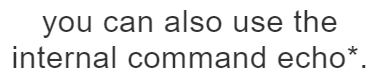 you can also use the
internal command echo*.